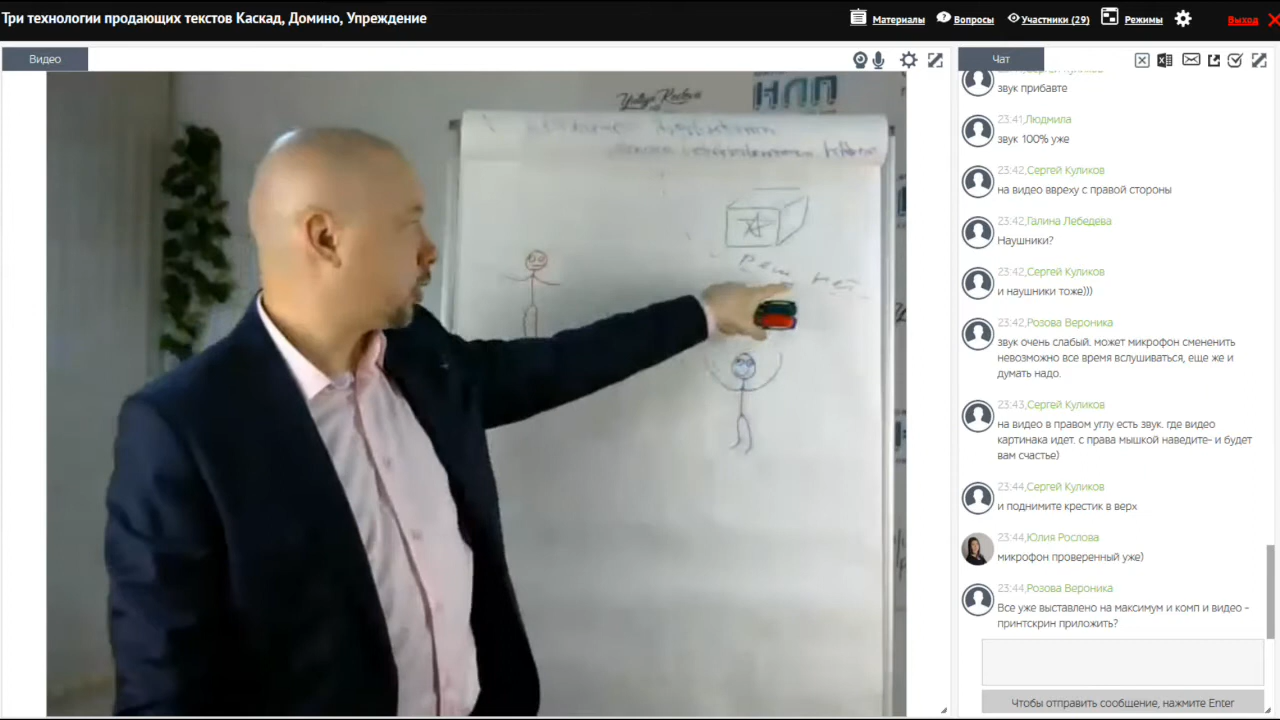 Три технологии продающих текстов Каскад, Домино, Упреждение
Материалы
Вопросы
Участники (29)
Режимы
Выход
Видео
Чат
звук прибавте
23:41,Людмила
звук 100% уже
23:42,Сергей Куликов
на видео ввреху с правой стороны
23:42,Галина Лебедева
Наушники?
23:42,Сергей Куликов
и наушники тоже)))
23:42,Розова Вероника
звук очень слабый. может микрофон смененить
невозможно все время вслушиваться, еще же и
думать надо.
23:43,Сергей Куликов
на видео в правом углу есть звук. где видео
картинака идет. с права мышкой наведите- и будет
вам счастье)
23:44,Сергей Куликов
и поднимите крестик в верх
23:44,Юлия Рослова
микрофон проверенный уже)
23:44,Розова Вероника
Все уже выставлено на максимум и комп и видео -
принтскрин приложить?
Чтобы отправить сообщение, нажмите Enter
НЛП